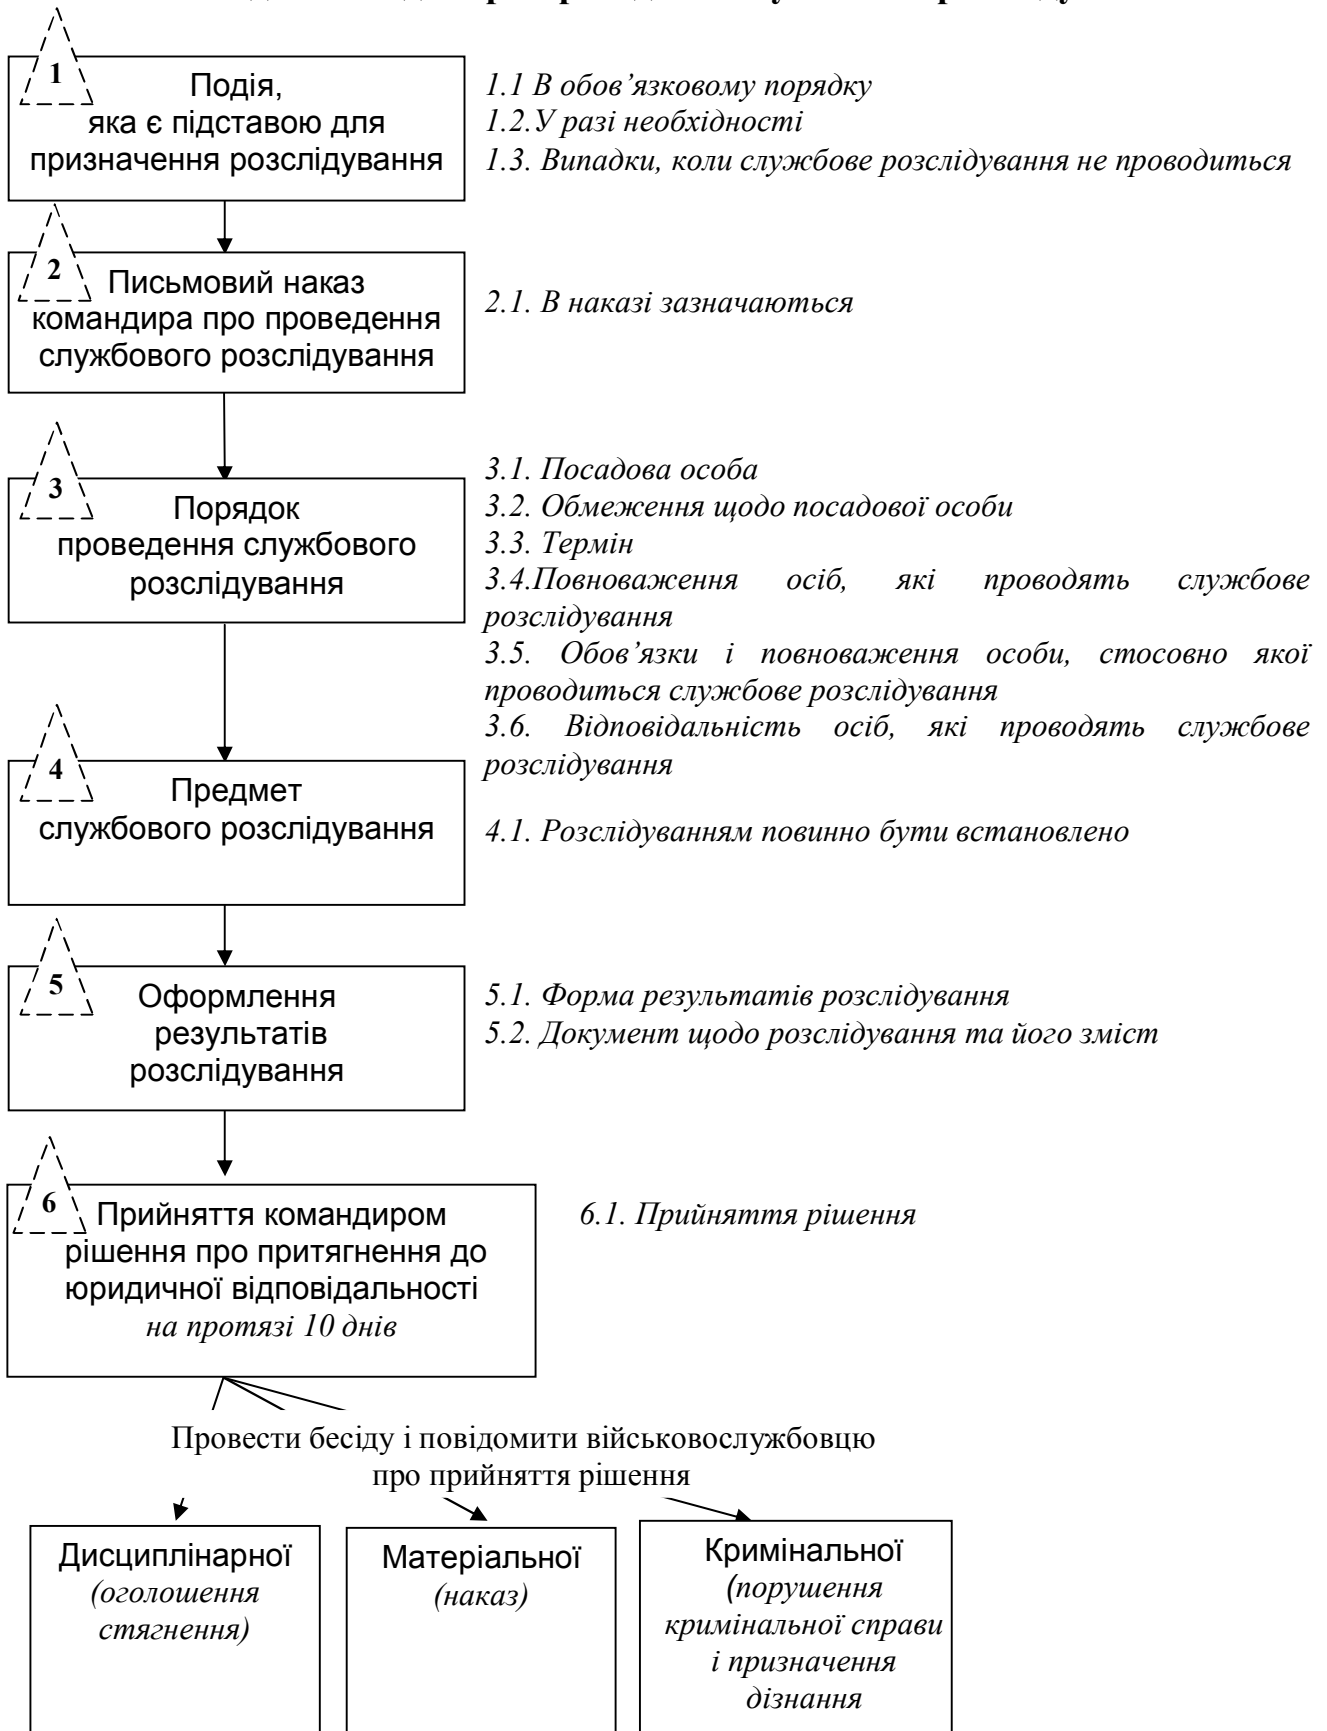 1
Подія,
яка є підставою для
призначення розслідування
1.1 В обов’язковому порядку
1.2.У разі необхідності
1.3. Випадки, коли службове розслідування не проводиться
2
Письмовий наказ
командира про проведення
службового розслідування
2.1. В наказі зазначаються
3
Порядок
проведення службового
розслідування
3.1. Посадова особа
3.2. Обмеження щодо посадової особи
3.3. Термін
3.4.Повноваження осіб, які проводять службове
розслідування
3.5. Обов’язки і повноваження особи, стосовно якої
проводиться службове розслідування
3.6. Відповідальність осіб, які проводять службове
розслідування
4
Предмет
службового розслідування
4.1. Розслідуванням повинно бути встановлено
5
Оформлення
результатів
розслідування
5.1. Форма результатів розслідування
5.2. Документ щодо розслідування та його зміст
6
Прийняття командиром
рішення про притягнення до
юридичної відповідальності
на протязі 10 днів
6.1. Прийняття рішення
Провести бесіду і повідомити військовослужбовцю
про прийняття рішення
Дисциплінарної
(оголошення
стягнення)
Матеріальної
(наказ)
Кримінальної
(порушення
кримінальної справи
і призначення
дізнання